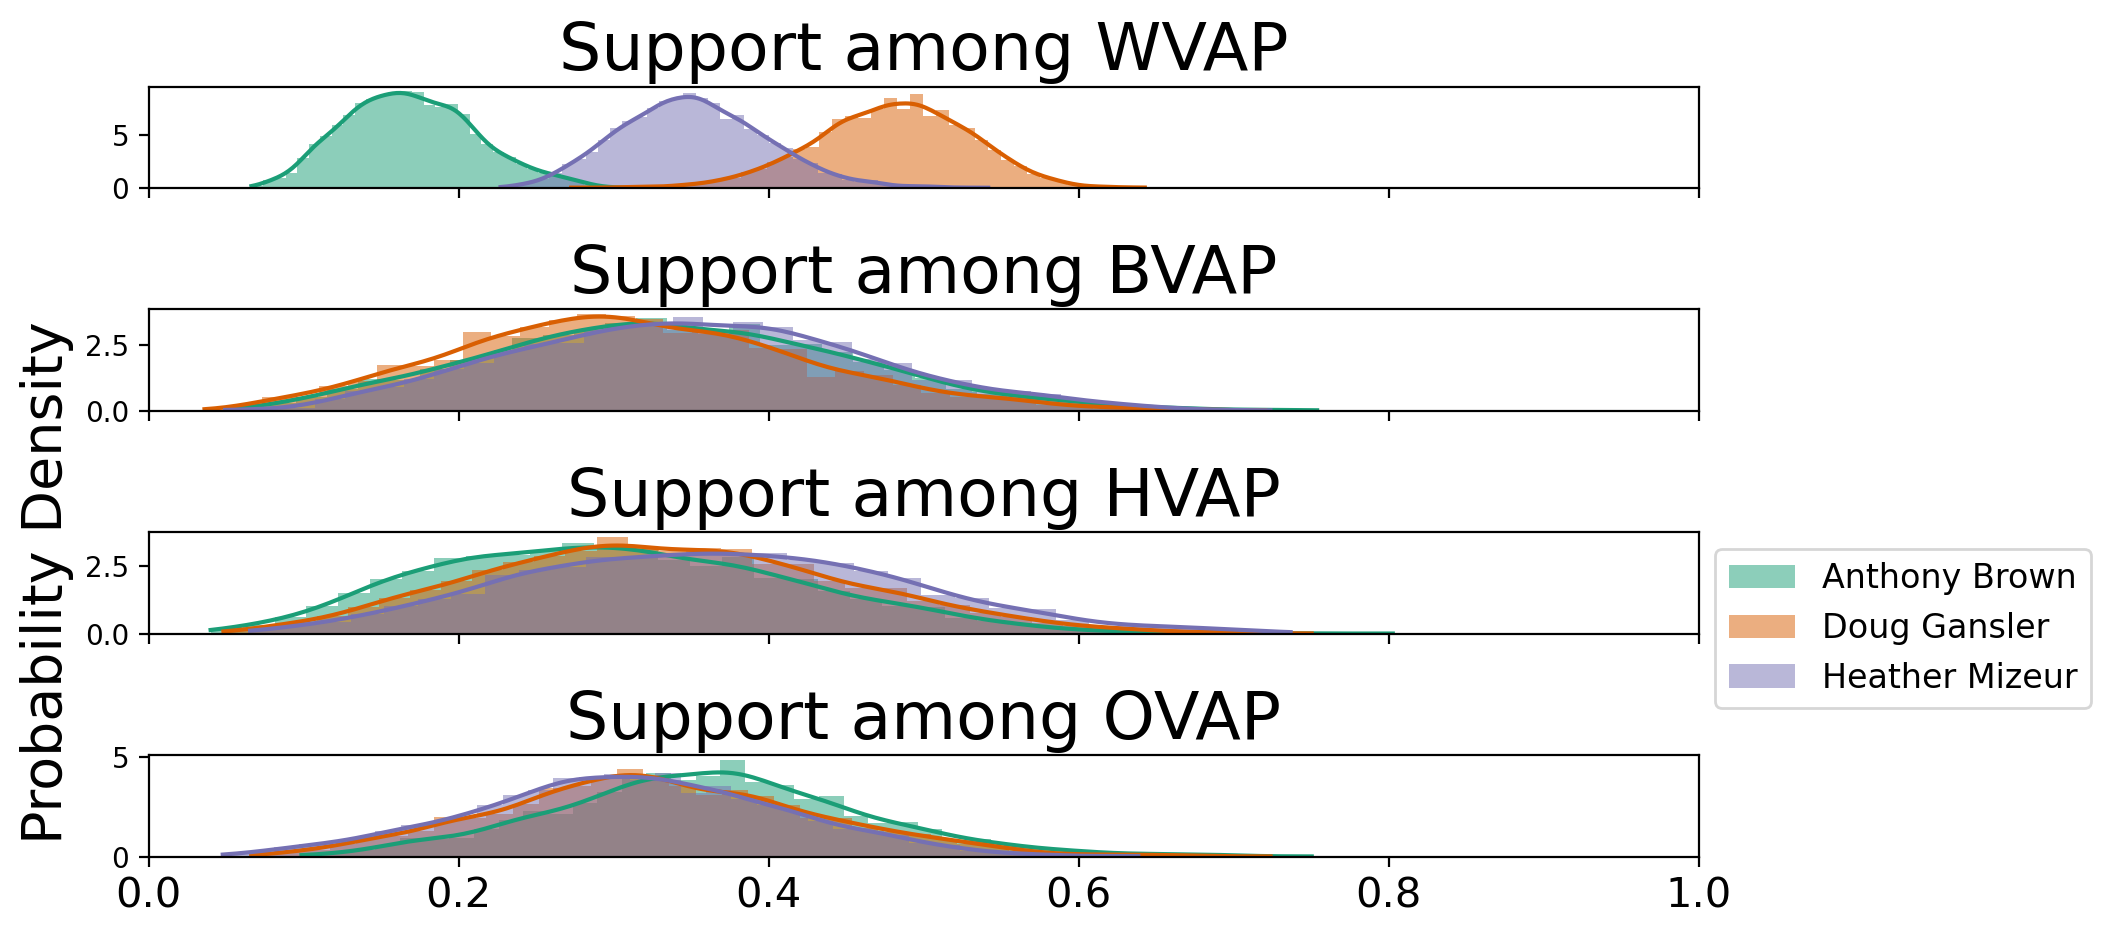 Support among WVAP
5
0
Support among BVAP
2.5
0.0
Support among HVAP
2.5
0.0
Support among OVAP
5
0
0.0 0.2 0.4 0.6 0.8 1.0
Probability Density
Anthony Brown
Doug Gansler
Heather Mizeur